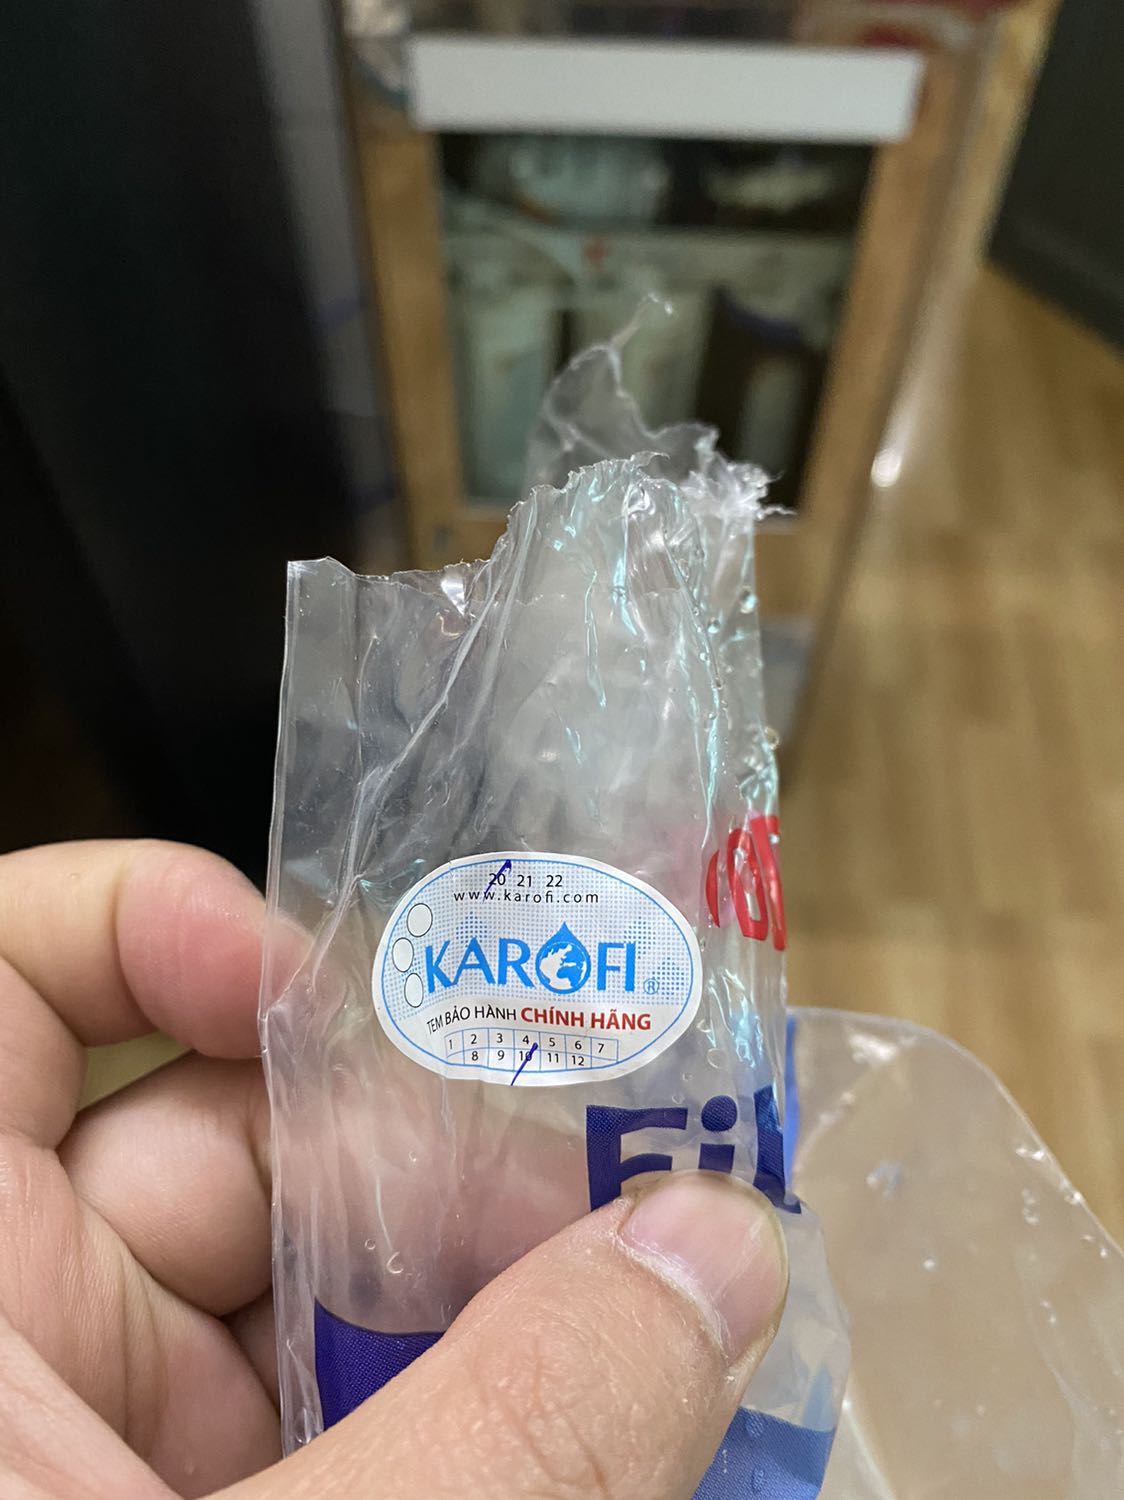 20 21 22
www.karofi.com
KAROFI ®
TEM BẢO HÀNH CHÍNH HÃNG
1 2 3 4 5 6 7
8 9 10 11 12